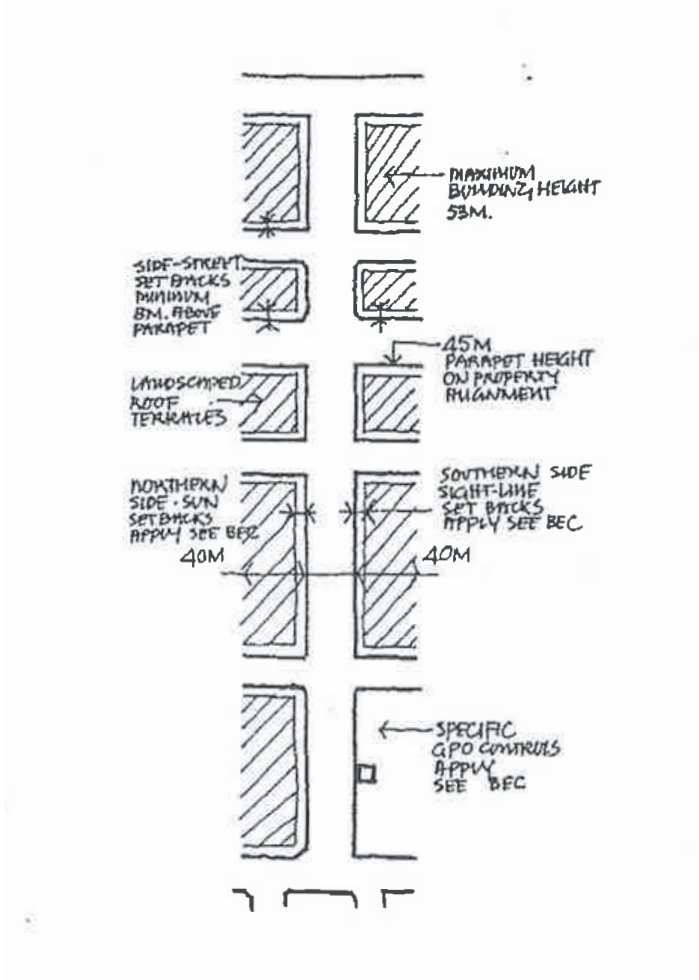 MAXIMUM
BUILDING HEIGHT
53M.
SIDE-STREET
SET BACKS
MINIMUM
8M. ABOVE
PARAPET
45M
PARAPET HEIGHT
ON PROPERTY
ALIGNMENT
LANDSCAPED
ROOF
TERRACES
NORTHERN
SIDE-SUN
SETBACKS
APPLY SEE BEC
SOUTHERN SIDE
SIGHT-LINE
SET BACKS
APPLY SEE BEC
40M
40M
SPECIFIC
GPO CONTROLS
APPLY
SEE BEC